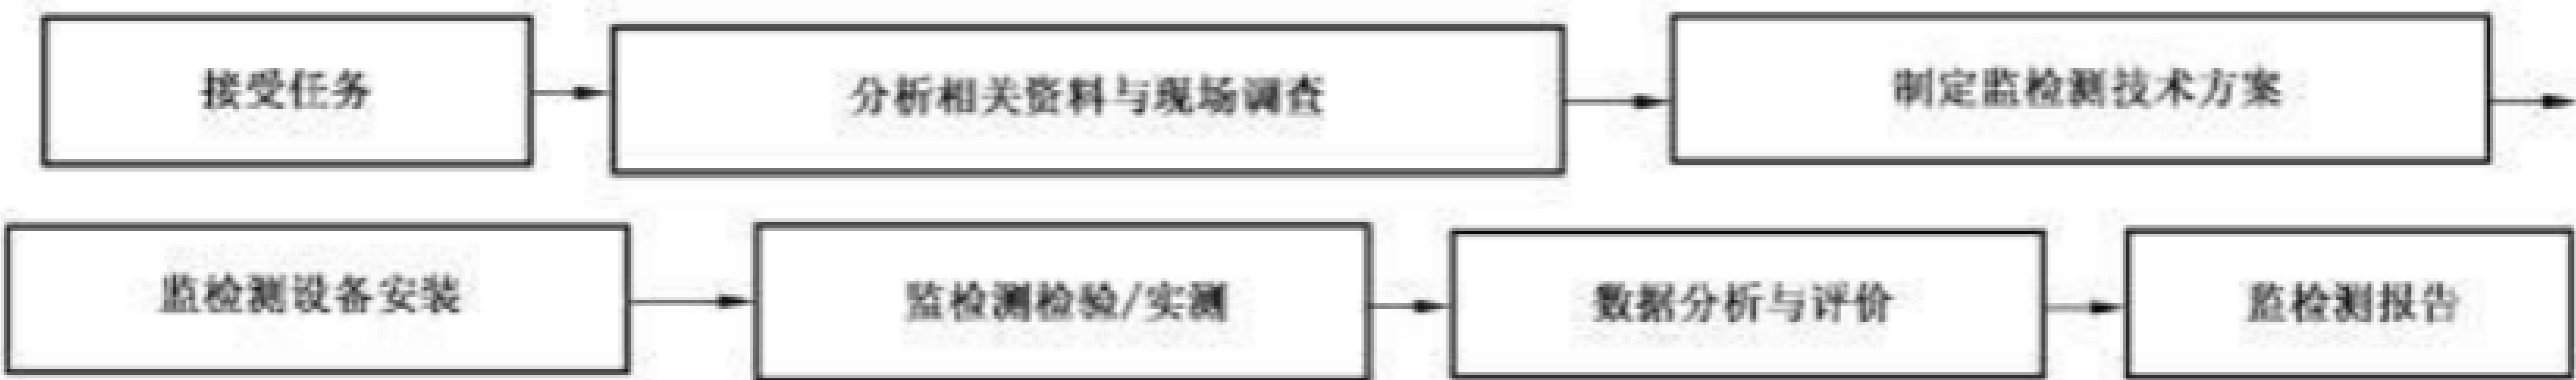 接受任务
分析相关资料与现场调查
制定监检测技术方案
监检测设备安装
监检测检验/实测
数据分析与评价
监检测报告